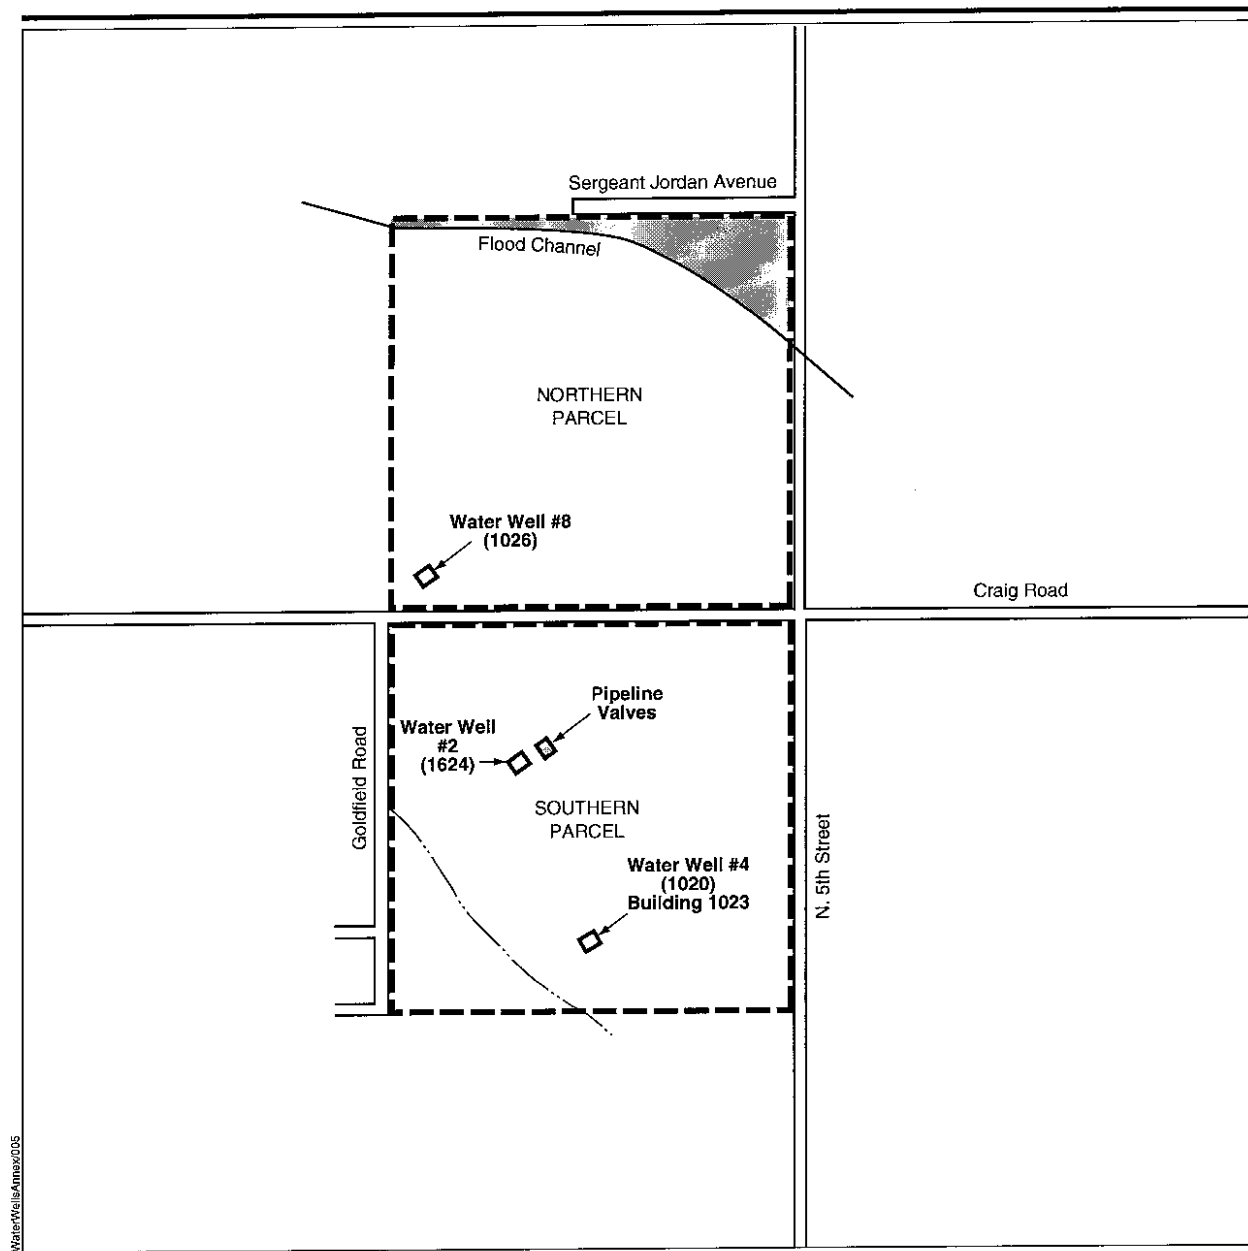 Sergeant Jordan Avenue
Flood Channel
NORTHERN
PARCEL
Water Well #8
(1026)
Craig Road
Pipeline
Valves
Water Well
#2
(1624)
Goldfield Road
SOUTHERN
PARCEL
Water Well #4
(1020)
Building 1023
N. 5th Street
WaterWellsAnnex/005